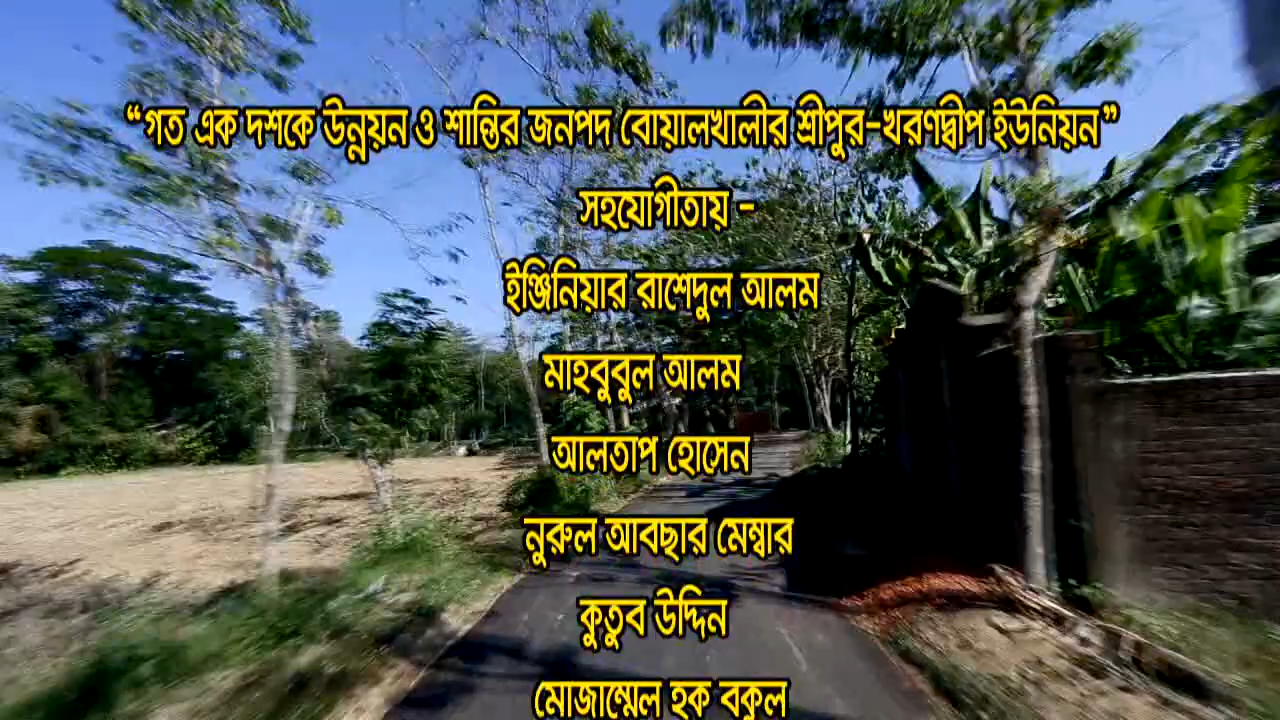 “গত এক দশকে উন্নয়ন ও শান্তির জনপদ বোয়ালখালীর শ্রীপুর-খরণদ্বীপ ইউনিয়ন”
সহযোগীতায় -
ইঞ্জিনিয়ার রাশেদুল আলম
মাহবুবুল আলম
আলতাপ হোসেন
নুরুল আবছার মেম্বার
কুতুব উদ্দিন
মোজাম্মেল হক বকুল